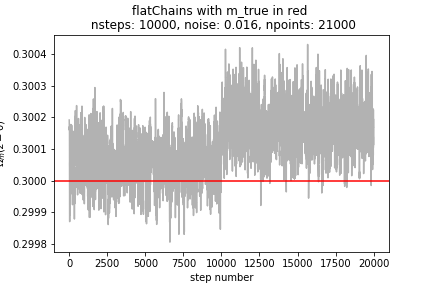 flatChains with m_true in red
nsteps: 10000, noise: 0.016, npoints: 21000
0.3004
0.3003
0.3002
0.3001
0.3000
0.2999
0.2998
0 2500 5000 7500 10000 12500 15000 17500 20000
step number